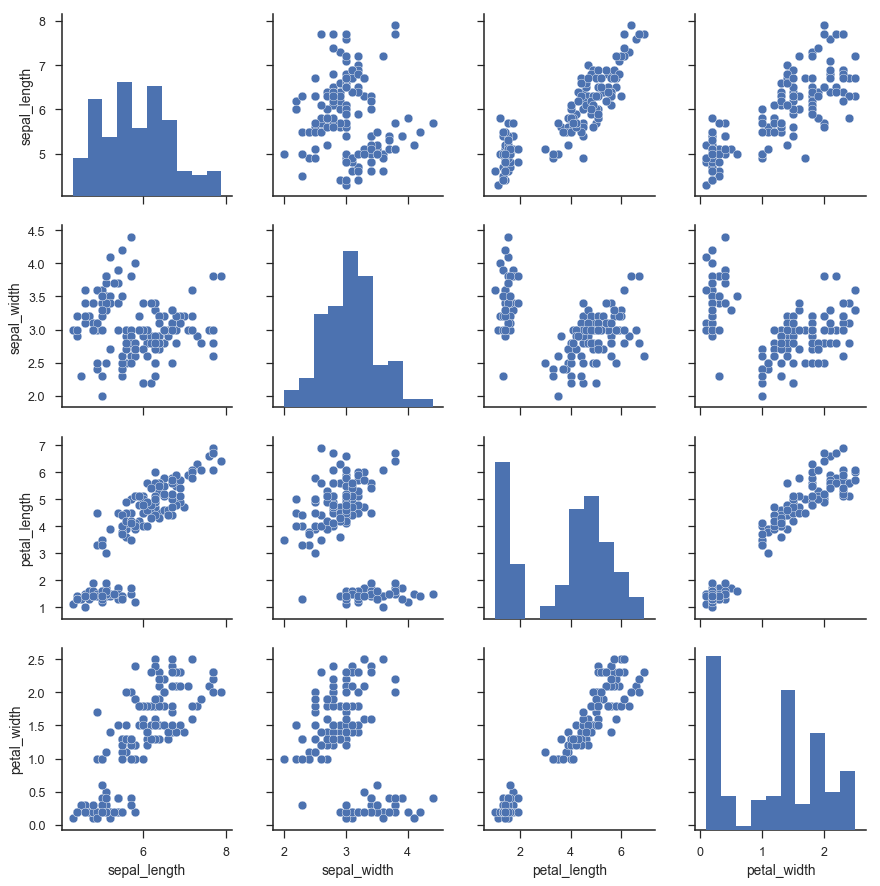 8
7
6
5
sepal_length
4.5
4.0
3.5
3.0
2.5
2.0
sepal_width
7
6
5
4
3
2
1
petal_length
2.5
2.0
1.5
1.0
0.5
0.0
petal_width
6 8
sepal_length
2 3 4
sepal_width
2 4 6
petal_length
0 1 2
petal_width